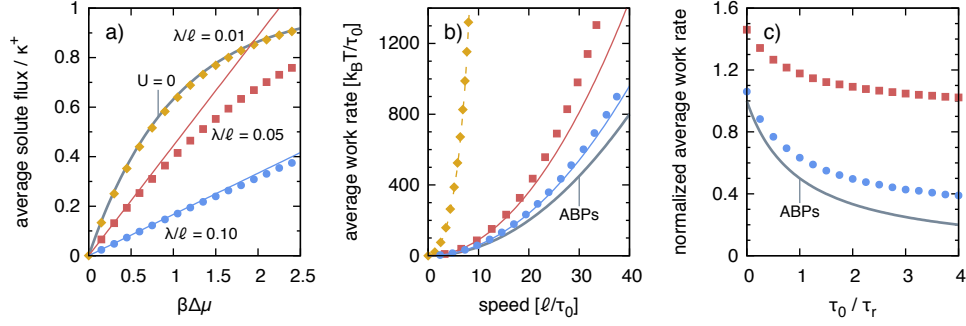 a)
average solute flux / κ⁺
1
0.8
0.6
0.4
0.2
0
λ/ℓ = 0.01
U = 0
λ/ℓ = 0.05
λ/ℓ = 0.10
0.0 0.5 1.0 1.5 2.0 2.5
βΔμ
b)
average work rate [k_BT/τ₀]
1200
800
400
0
ABPs
0 10 20 30 40
speed [ℓ/τ₀]
c)
normalized average work rate
1.6
1.2
0.8
0.4
0
ABPs
0 1 2 3 4
τ₀ / τᵣ